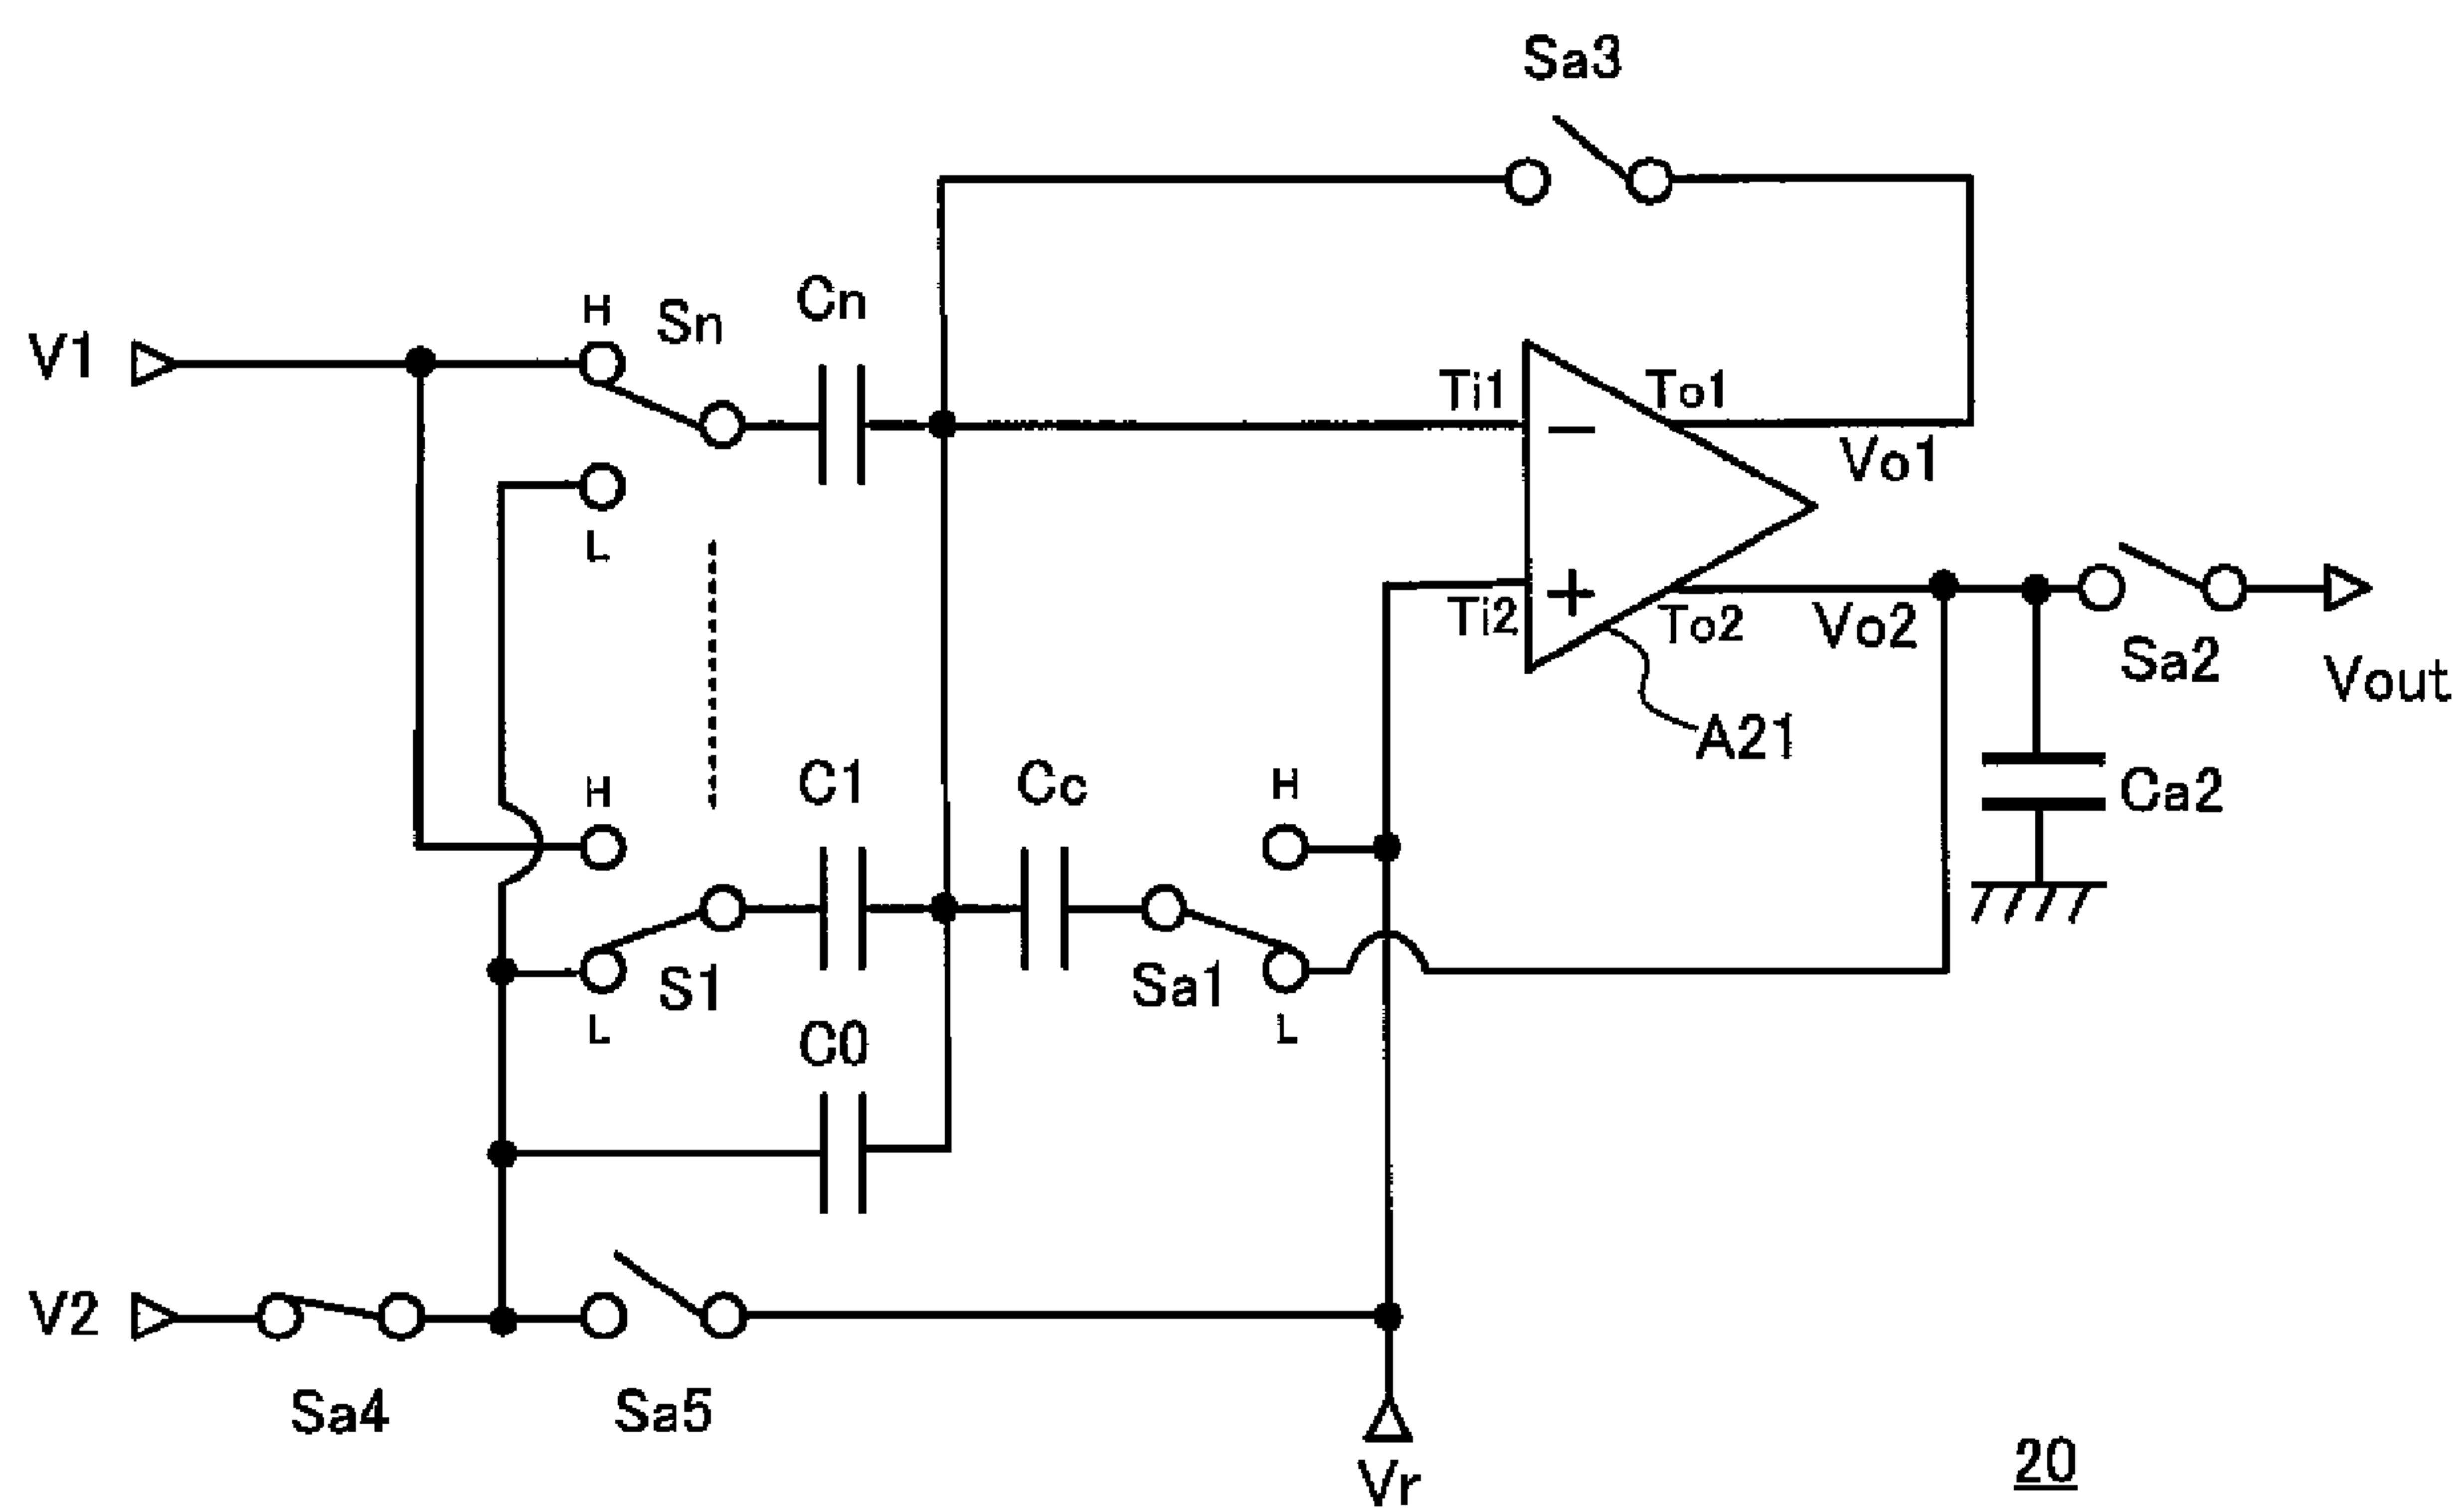 Sa3
H
Sn
Cn
V1
Ti1
To1
−
Vo1
L
+
Ti2
To2
Vo2
Sa2
Vout
A21
H
C1
Cc
H
Ca2
S1
Sa1
L
C0
L
V2
Sa4
Sa5
Vr
20